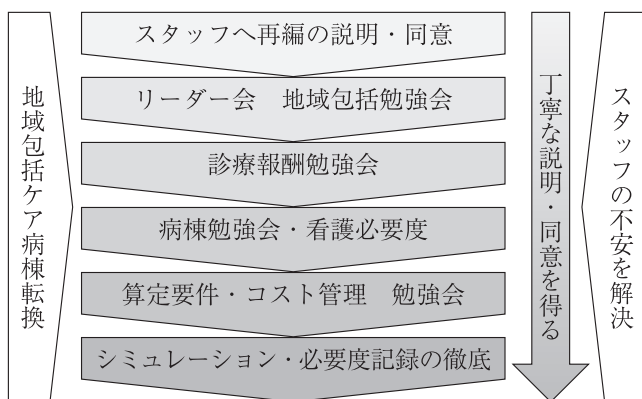 地域包括ケア病棟転換
スタッフへ再編の説明・同意
リーダー会　地域包括勉強会
診療報酬勉強会
病棟勉強会・看護必要度
算定要件・コスト管理　勉強会
シミュレーション・必要度記録の徹底
丁寧な説明・同意を得る
スタッフの不安を解決